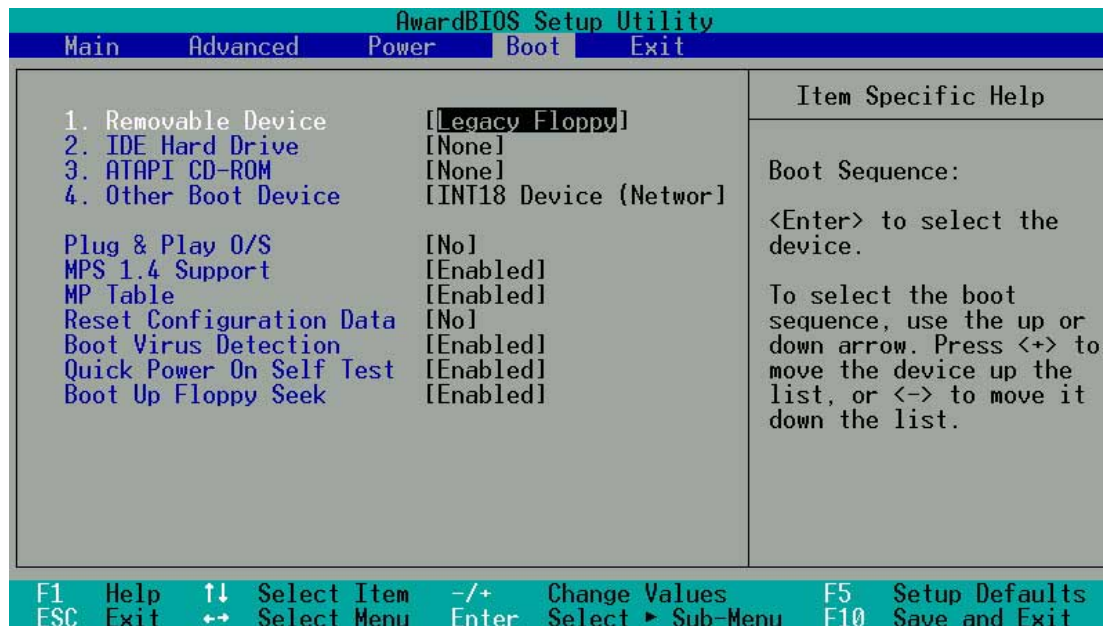 AwardBIOS Setup Utility
Main Advanced Power Boot Exit
1. Removable Device [Legacy Floppy]
2. IDE Hard Drive [None]
3. ATAPI CD-ROM [None]
4. Other Boot Device [INT18 Device (Networ]
Plug & Play O/S [No]
MPS 1.4 Support [Enabled]
MP Table [Enabled]
Reset Configuration Data [No]
Boot Virus Detection [Enabled]
Quick Power On Self Test [Enabled]
Boot Up Floppy Seek [Enabled]
Item Specific Help
Boot Sequence:
<Enter> to select the
device.
To select the boot
sequence, use the up or
down arrow. Press <+> to
move the device up the
list, or <-> to move it
down the list.
F1 Help ↑↓ Select Item -/+ Change Values F5 Setup Defaults
ESC Exit ←→ Select Menu Enter Select ► Sub-Menu F10 Save and Exit